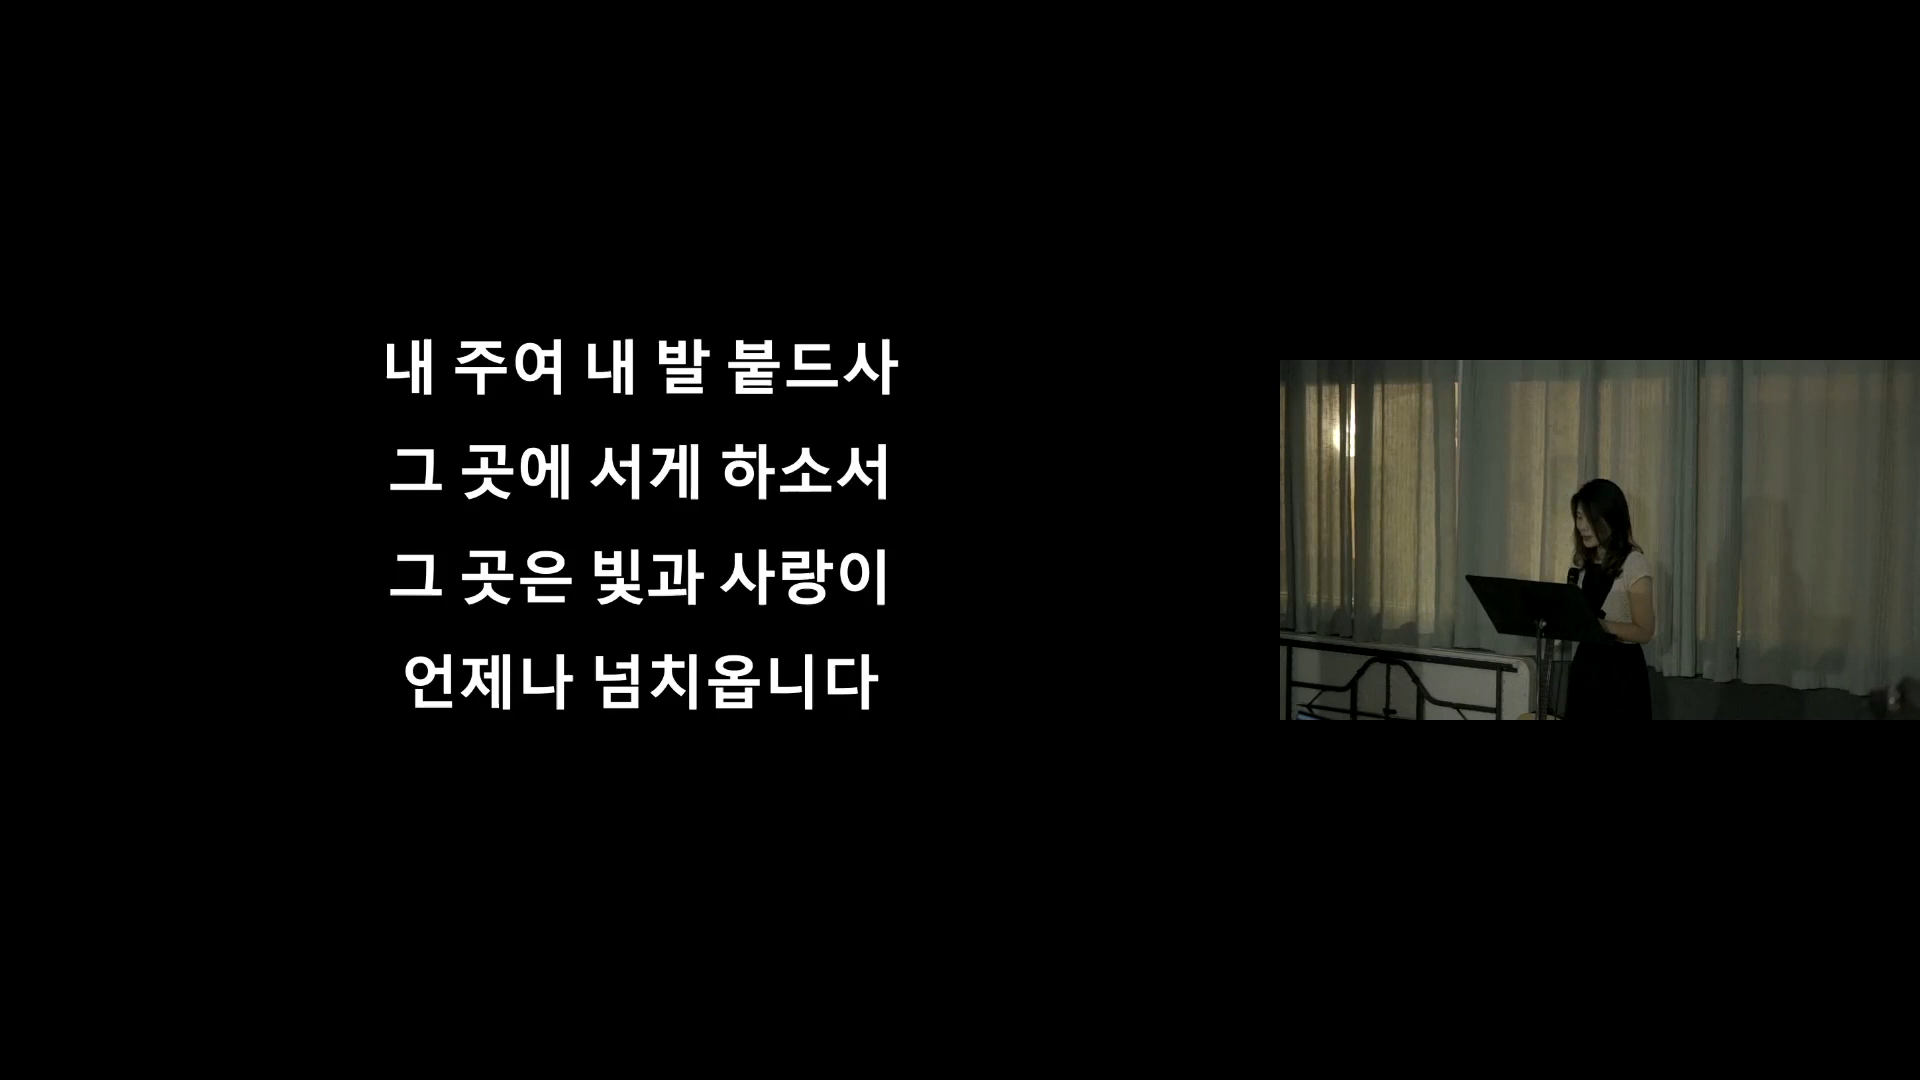 내 주여 내 발 붙드사
그 곳에 서게 하소서
그 곳은 빛과 사랑이
언제나 넘치옵니다